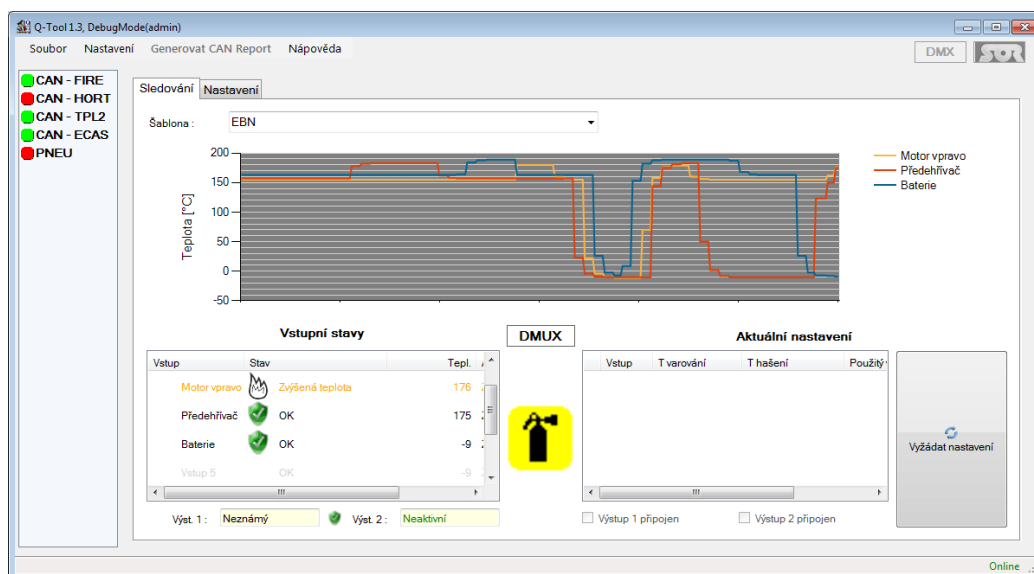 Q-Tool 1.3, DebugMode(admin)
Soubor Nastavení Generovat CAN Report Nápověda
DMX SOR
CAN - FIRE
CAN - HORT
CAN - TPL2
CAN - ECAS
PNEU
Sledování Nastavení
Šablona : EBN
Teplota [°C]
200
150
100
50
0
-50
Motor vpravo
Předehřívač
Baterie
Vstupní stavy
DMUX
Aktuální nastavení
Vstup Stav Tepl.
Motor vpravo Zvýšená teplota 176
Předehřívač OK 175
Baterie OK -9
Vstup 5 OK -9
Vstup T varování T hašení Použitý
Vyžádat nastavení
Výst. 1 : Neznámý Výst. 2 : Neaktivní
Výstup 1 připojen Výstup 2 připojen
Online